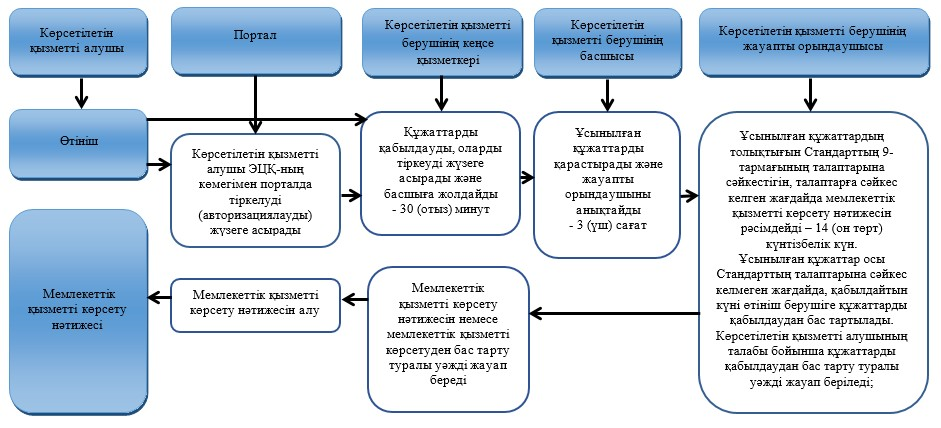 Көрсетілетін
қызметті алушы
Портал
Көрсетілетін қызметті
берушінің кеңсе
қызметкері
Көрсетілетін
қызметті берушінің
басшысы
Көрсетілетін қызметті берушінің
жауапты орындаушысы
Өтініш
Көрсетілетін қызметті
алушы ЭЦҚ-ның
көмегімен порталда
тіркелуді
(авторизациялауды)
жүзеге асырады
Құжаттарды
қабылдауды, оларды
тіркеуді жүзеге
асырады және
басшыға жолдайды
- 30 (отыз) минут
Ұсынылған
құжаттарды
қарастырады және
жауапты
орындаушыны
анықтайды
- 3 (үш) сағат
Ұсынылған құжаттардың
толықтығын Стандарттың 9-
тармағының талаптарына
сәйкестігін, талаптарға сәйкес
келген жағдайда мемлекеттік
қызметті көрсету нәтижесін
рәсімдейді – 14 (он төрт)
күнтізбелік күн.
Ұсынылған құжаттар осы
Стандарттың талаптарына сәйкес
келмеген жағдайда, қабылдайтын
күні өтініш берушіге құжаттарды
қабылдаудан бас тартылады.
Көрсетілетін қызметті алушының
талабы бойынша құжаттарды
қабылдаудан бас тарту туралы
уәжді жауап беріледі;
Мемлекеттік
қызметті көрсету
нәтижесін немесе
мемлекеттік қызметті
көрсетуден бас тарту
туралы уәжді жауап
береді
Мемлекеттік қызметті
көрсету нәтижесін алу
Мемлекеттік
қызметті көрсету
нәтижесі